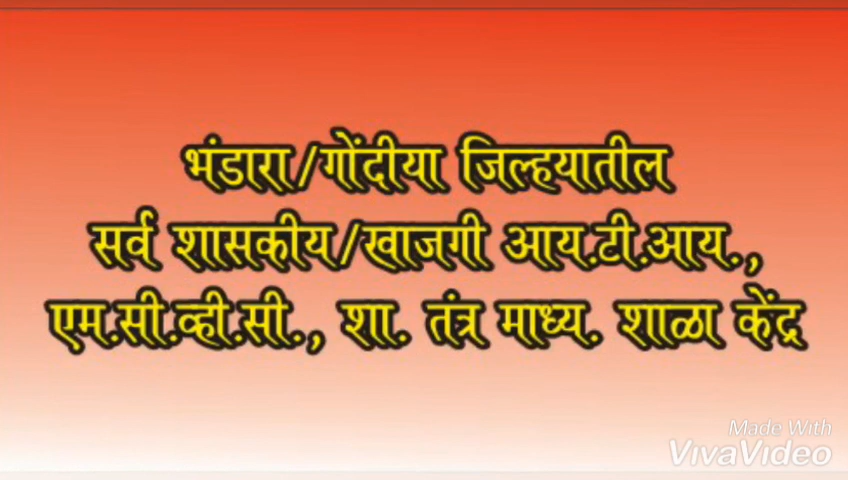 भंडारा/गोंदीया जिल्हयातील
सर्व शासकीय/खाजगी आय.टी.आय.,
एम.सी.व्ही.सी., शा. तंत्र माध्य. शाळा केंद्र
Made With
VivaVideo